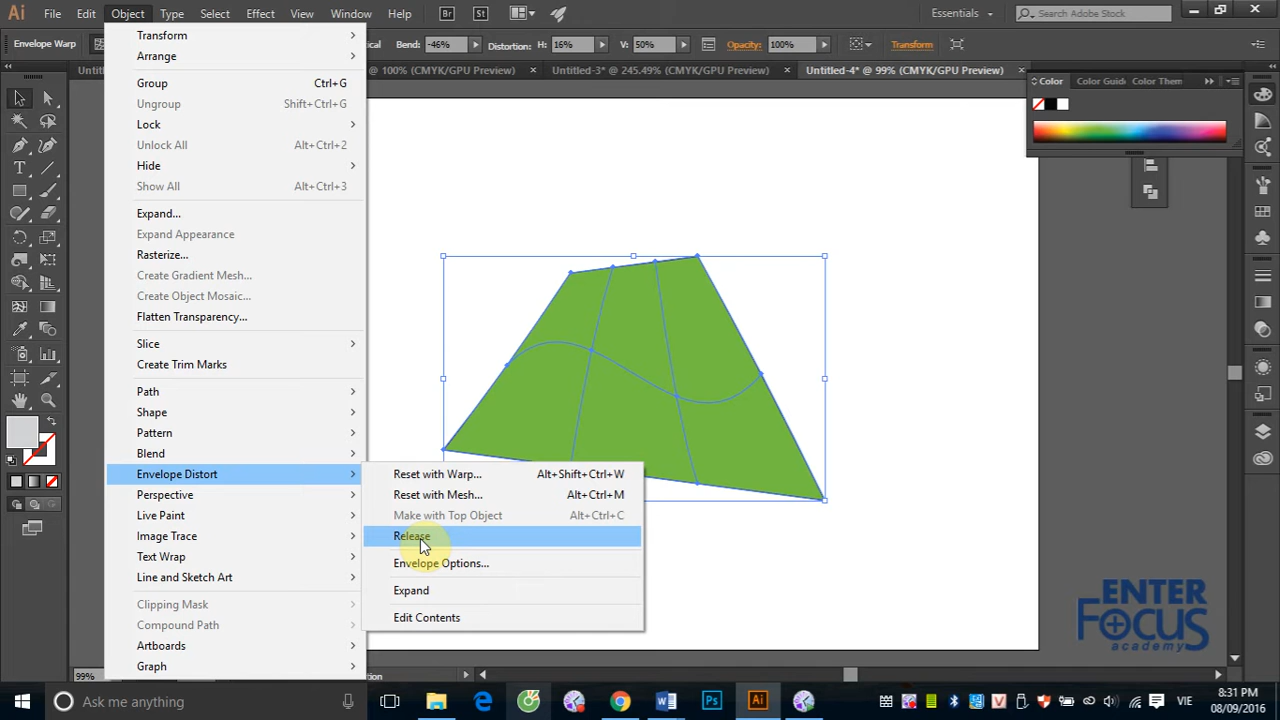 Ai File Edit Object Type Select Effect View Window Help Br St Essentials Search Adobe Stock
Envelope Warp Bend: -46% Distortion: H: 16% V: 50% Opacity: 100% Transform
@ 100% (CMYK/GPU Preview) × Untitled-3* @ 245.49% (CMYK/GPU Preview) × Untitled-4* @ 99% (CMYK/GPU Preview) ×
Color Color Guide Color Them
Transform
Arrange
Group Ctrl+G
Ungroup Shift+Ctrl+G
Lock
Unlock All Alt+Ctrl+2
Hide
Show All Alt+Ctrl+3
Expand...
Expand Appearance
Rasterize...
Create Gradient Mesh...
Create Object Mosaic...
Flatten Transparency...
Slice
Create Trim Marks
Path
Shape
Pattern
Blend
Envelope Distort
Perspective
Live Paint
Image Trace
Text Wrap
Line and Sketch Art
Clipping Mask
Compound Path
Artboards
Graph
Reset with Warp... Alt+Shift+Ctrl+W
Reset with Mesh... Alt+Ctrl+M
Make with Top Object Alt+Ctrl+C
Release
Envelope Options...
Expand
Edit Contents
ENTER
FOCUS
academy
99%
Ask me anything
Ps Ai
VIE
8:31 PM
08/09/2016